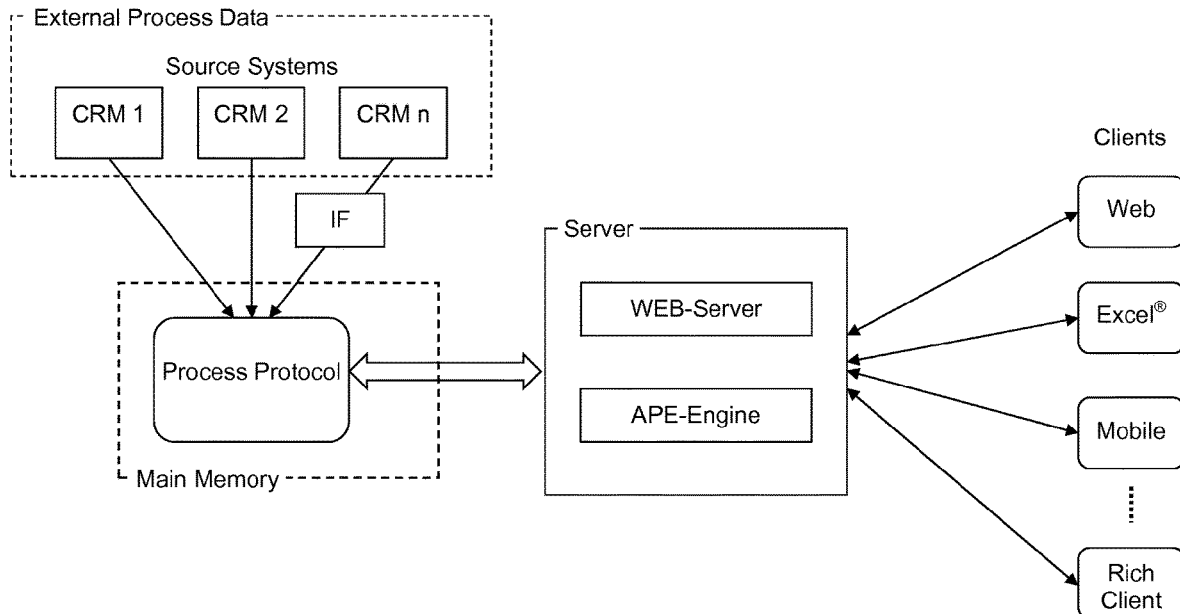 External Process Data
Source Systems
CRM 1
CRM 2
CRM n
IF
Process Protocol
Main Memory
Server
WEB-Server
APE-Engine
Clients
Web
Excel®
Mobile
Rich
Client